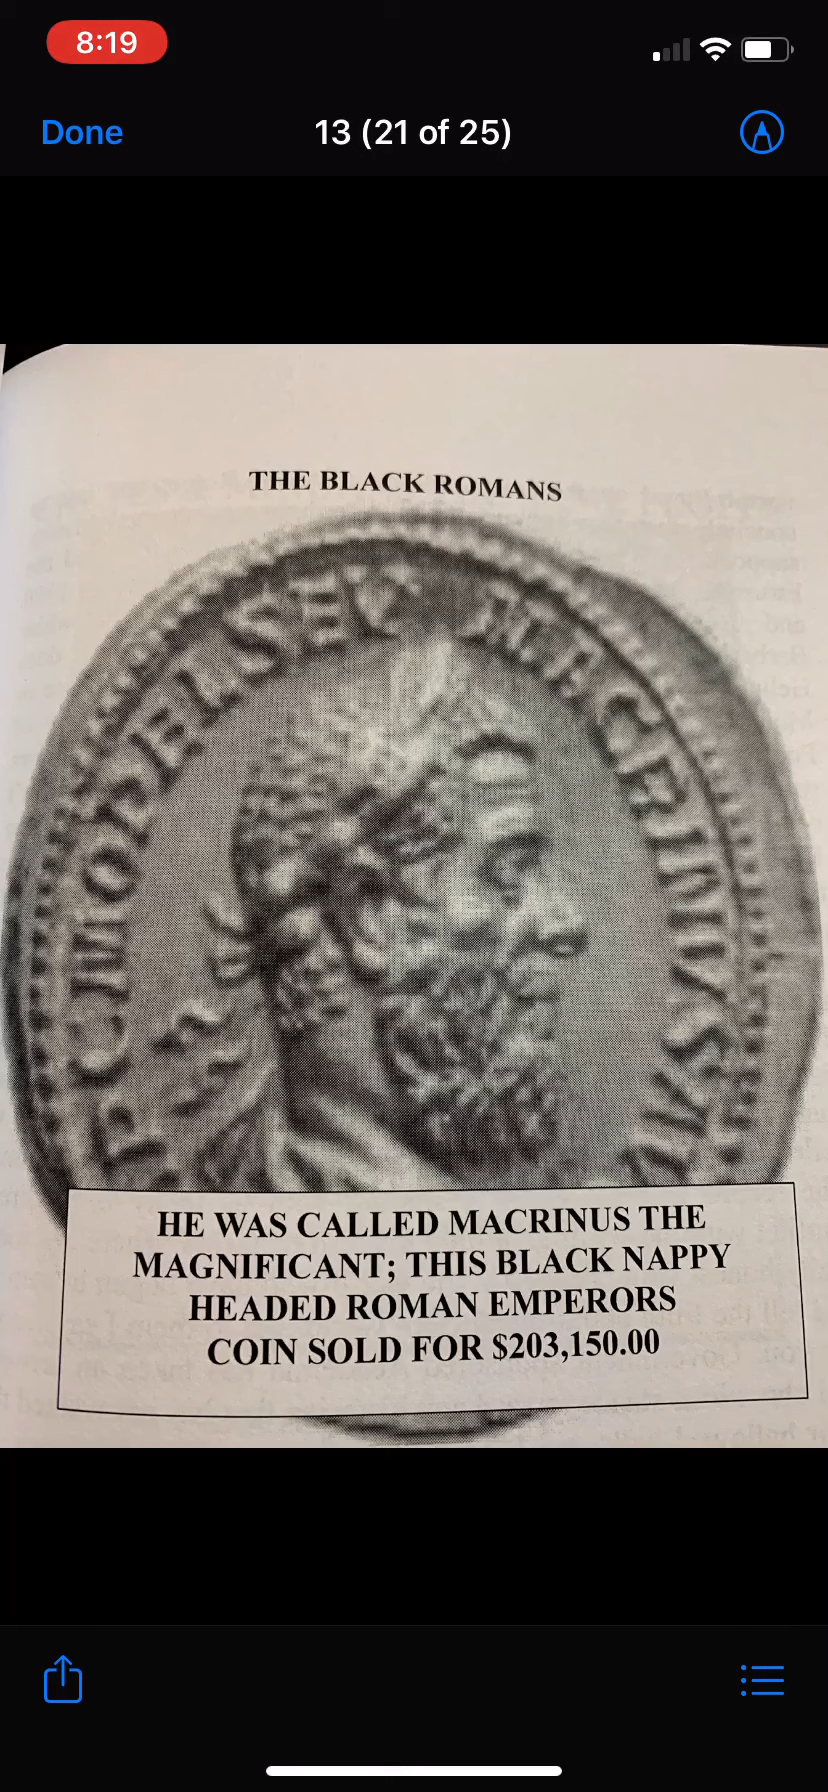 8:19
Done
13 (21 of 25)
THE BLACK ROMANS
HE WAS CALLED MACRINUS THE
MAGNIFICANT; THIS BLACK NAPPY
HEADED ROMAN EMPERORS
COIN SOLD FOR $203,150.00